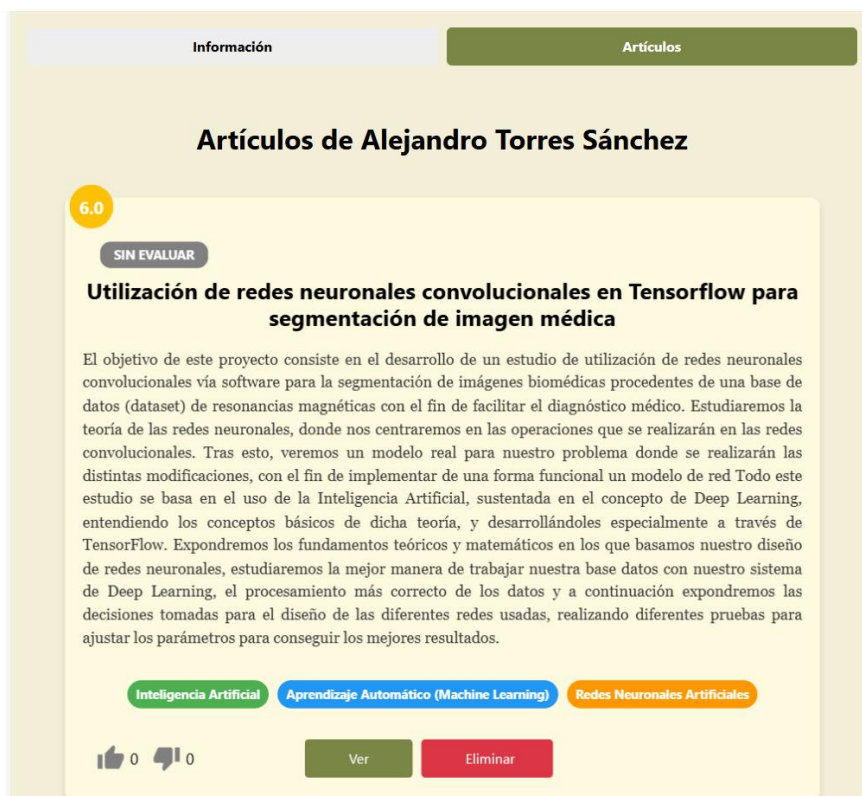 Información
Artículos
Artículos de Alejandro Torres Sánchez
6.0
SIN EVALUAR
Utilización de redes neuronales convolucionales en Tensorflow para
segmentación de imagen médica
El objetivo de este proyecto consiste en el desarrollo de un estudio de utilización de redes neuronales
convolucionales vía software para la segmentación de imágenes biomédicas procedentes de una base de
datos (dataset) de resonancias magnéticas con el fin de facilitar el diagnóstico médico. Estudiaremos la
teoría de las redes neuronales, donde nos centraremos en las operaciones que se realizarán en las redes
convolucionales. Tras esto, veremos un modelo real para nuestro problema donde se realizarán las
distintas modificaciones, con el fin de implementar de una forma funcional un modelo de red Todo este
estudio se basa en el uso de la Inteligencia Artificial, sustentada en el concepto de Deep Learning,
entendiendo los conceptos básicos de dicha teoría, y desarrollándoles especialmente a través de
TensorFlow. Expondremos los fundamentos teóricos y matemáticos en los que basamos nuestro diseño
de redes neuronales, estudiaremos la mejor manera de trabajar nuestra base datos con nuestro sistema
de Deep Learning, el procesamiento más correcto de los datos y a continuación expondremos las
decisiones tomadas para el diseño de las diferentes redes usadas, realizando diferentes pruebas para
ajustar los parámetros para conseguir los mejores resultados.
Inteligencia Artificial
Aprendizaje Automático (Machine Learning)
Redes Neuronales Artificiales
0
0
Ver
Eliminar